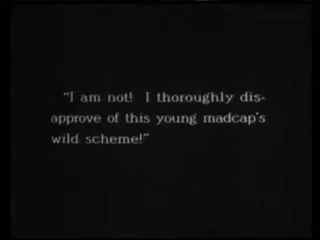 "I am not! I thoroughly dis-
approve of this young madcap's
wild scheme!"